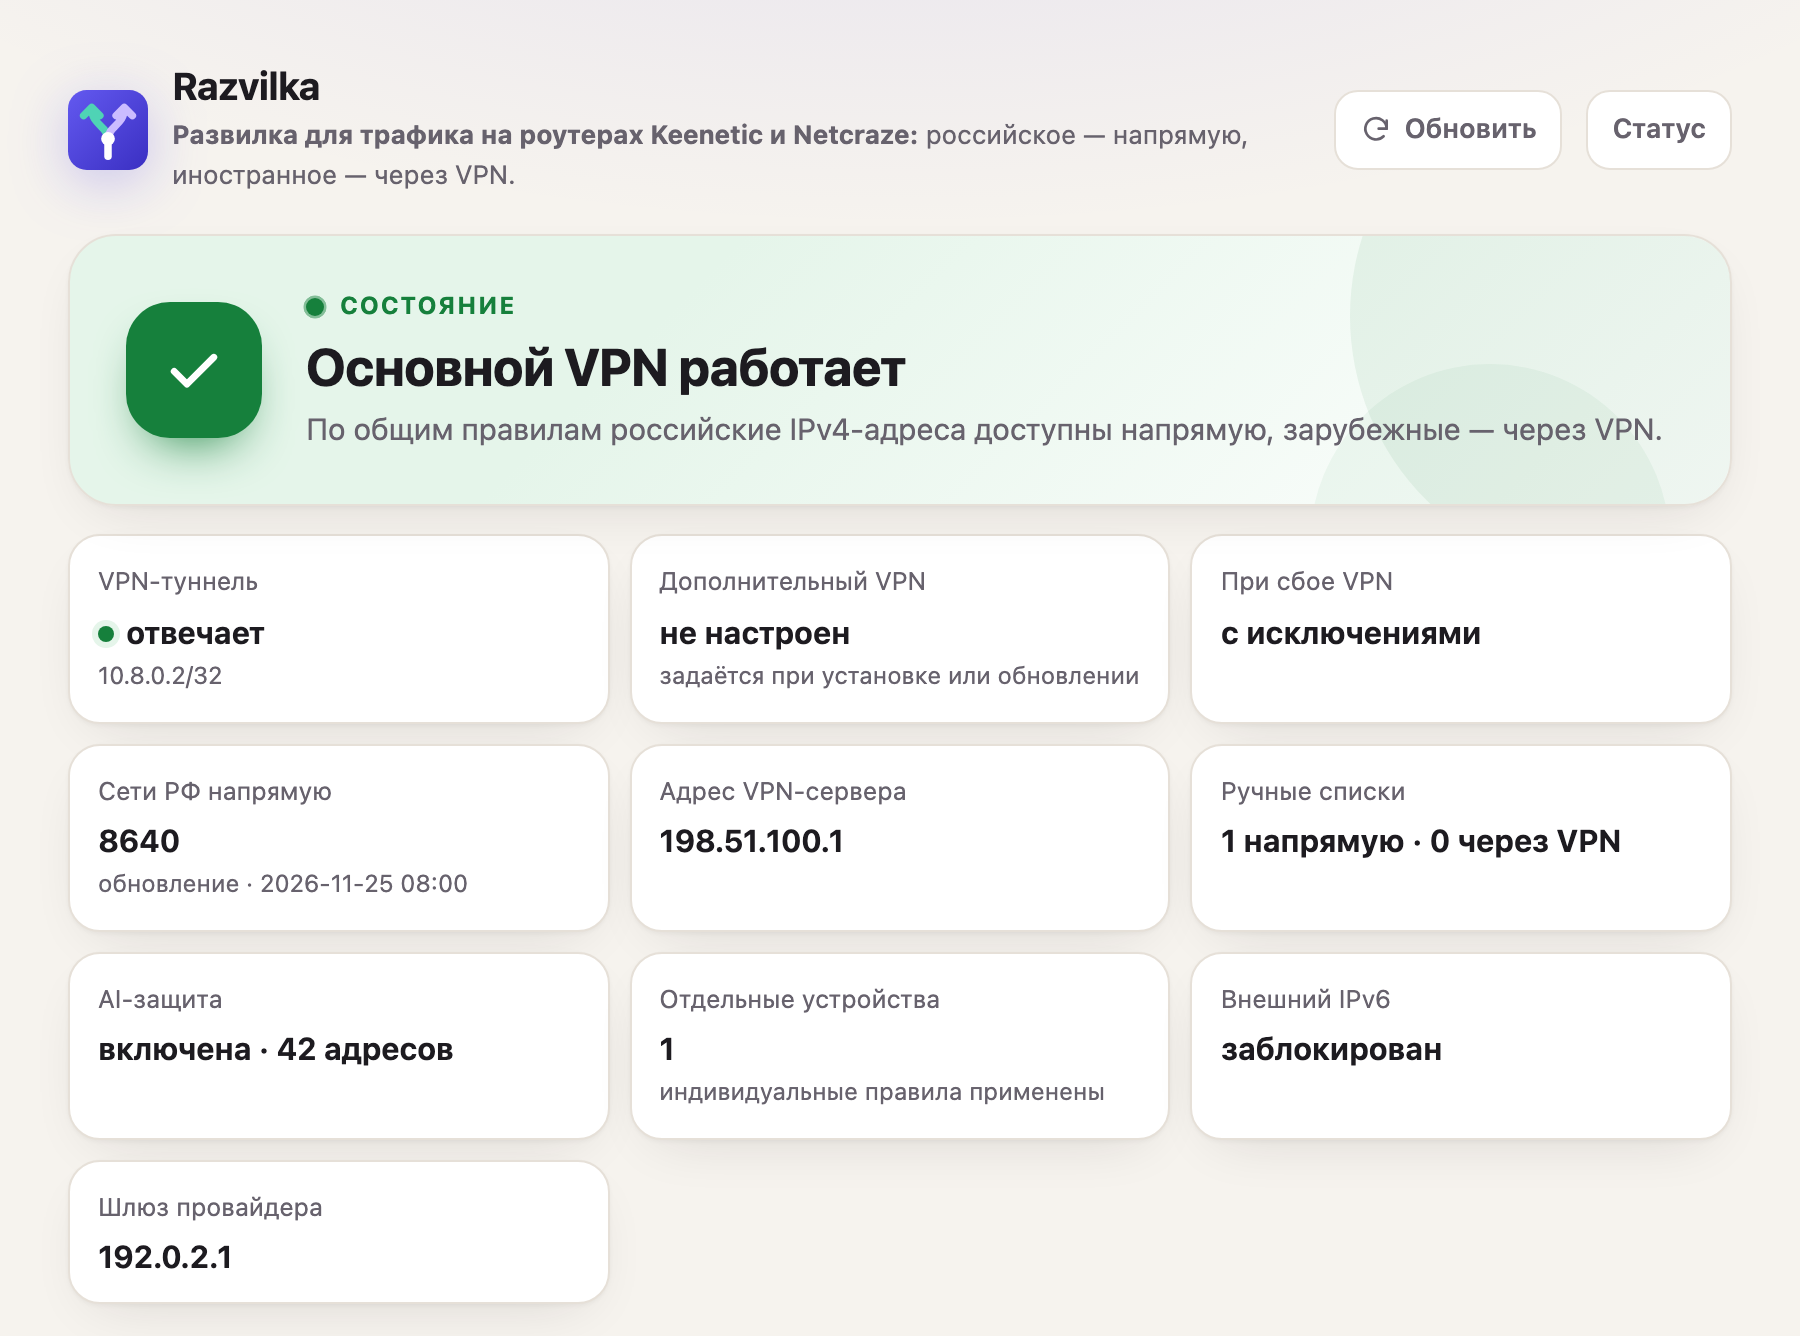 Razvilka
Развилка для трафика на роутерах Keenetic и Netcraze: российское — напрямую,
иностранное — через VPN.
Обновить
Статус
СОСТОЯНИЕ
Основной VPN работает
По общим правилам российские IPv4-адреса доступны напрямую, зарубежные — через VPN.
VPN-туннель
отвечает
10.8.0.2/32
Дополнительный VPN
не настроен
задаётся при установке или обновлении
При сбое VPN
с исключениями
Сети РФ напрямую
8640
обновление · 2026-11-25 08:00
Адрес VPN-сервера
198.51.100.1
Ручные списки
1 напрямую · 0 через VPN
AI-защита
включена · 42 адресов
Отдельные устройства
1
индивидуальные правила применены
Внешний IPv6
заблокирован
Шлюз провайдера
192.0.2.1